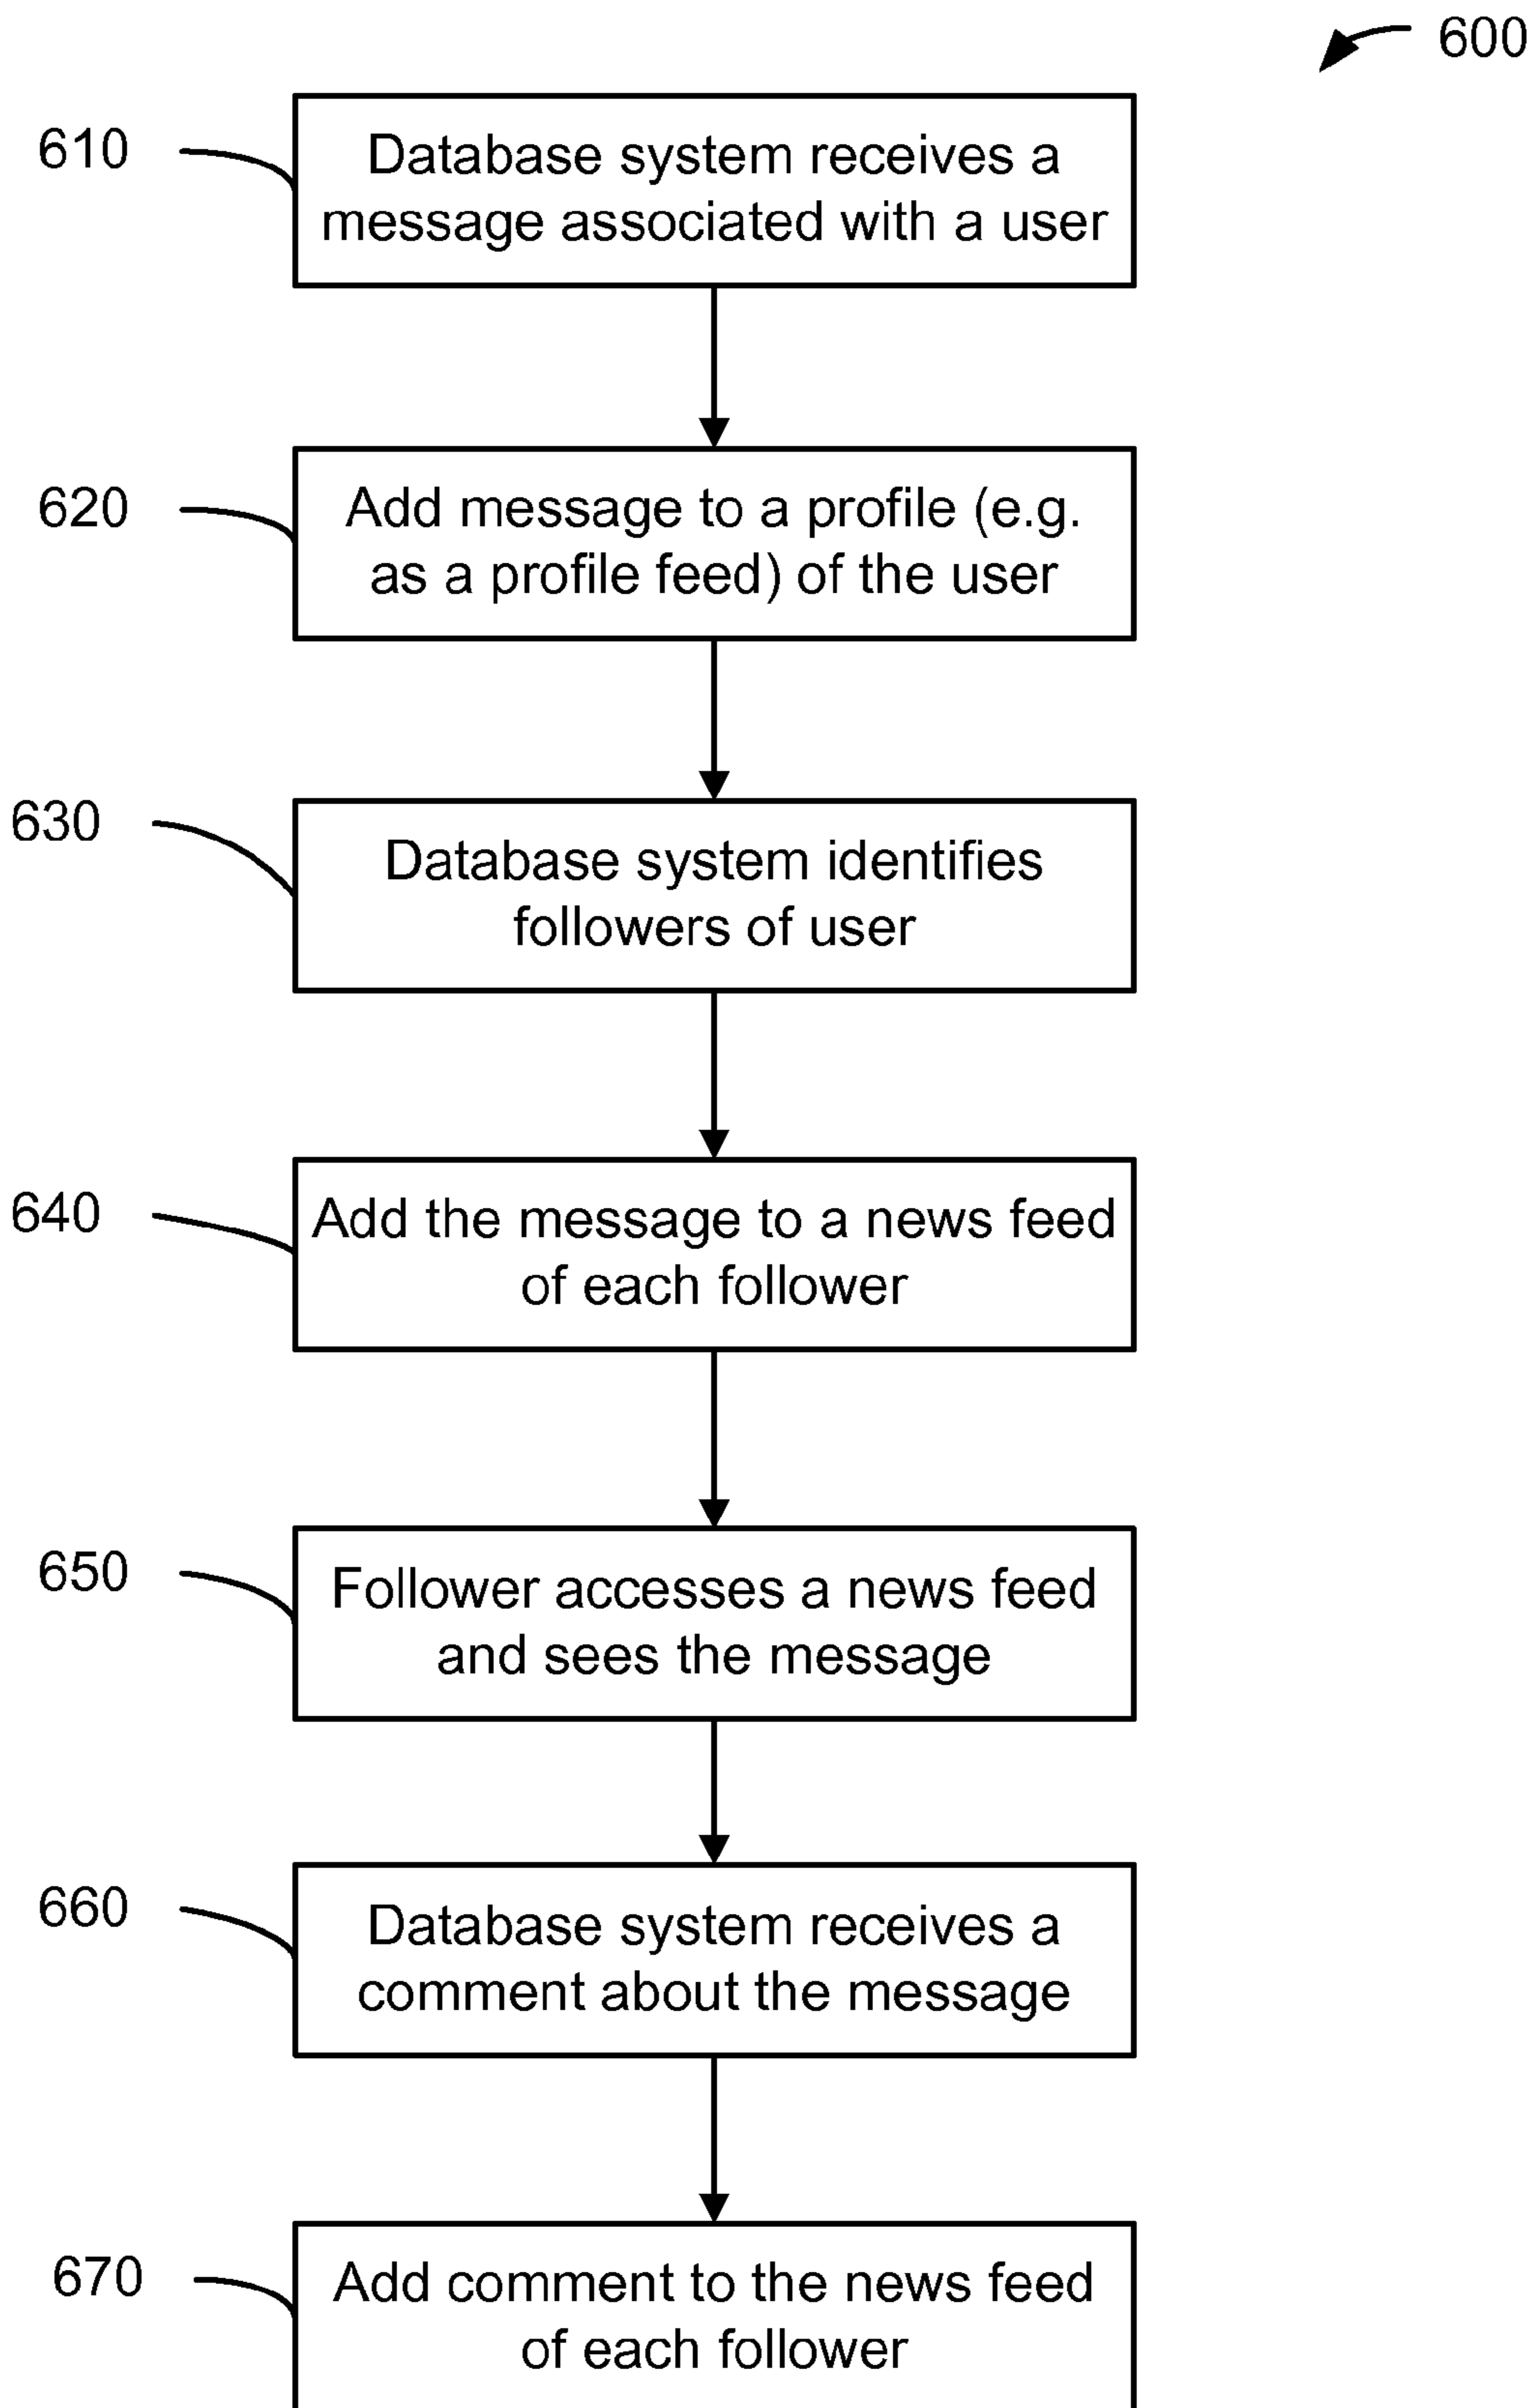 600
610
Database system receives a
message associated with a user
620
Add message to a profile (e.g.
as a profile feed) of the user
630
Database system identifies
followers of user
640
Add the message to a news feed
of each follower
650
Follower accesses a news feed
and sees the message
660
Database system receives a
comment about the message
670
Add comment to the news feed
of each follower